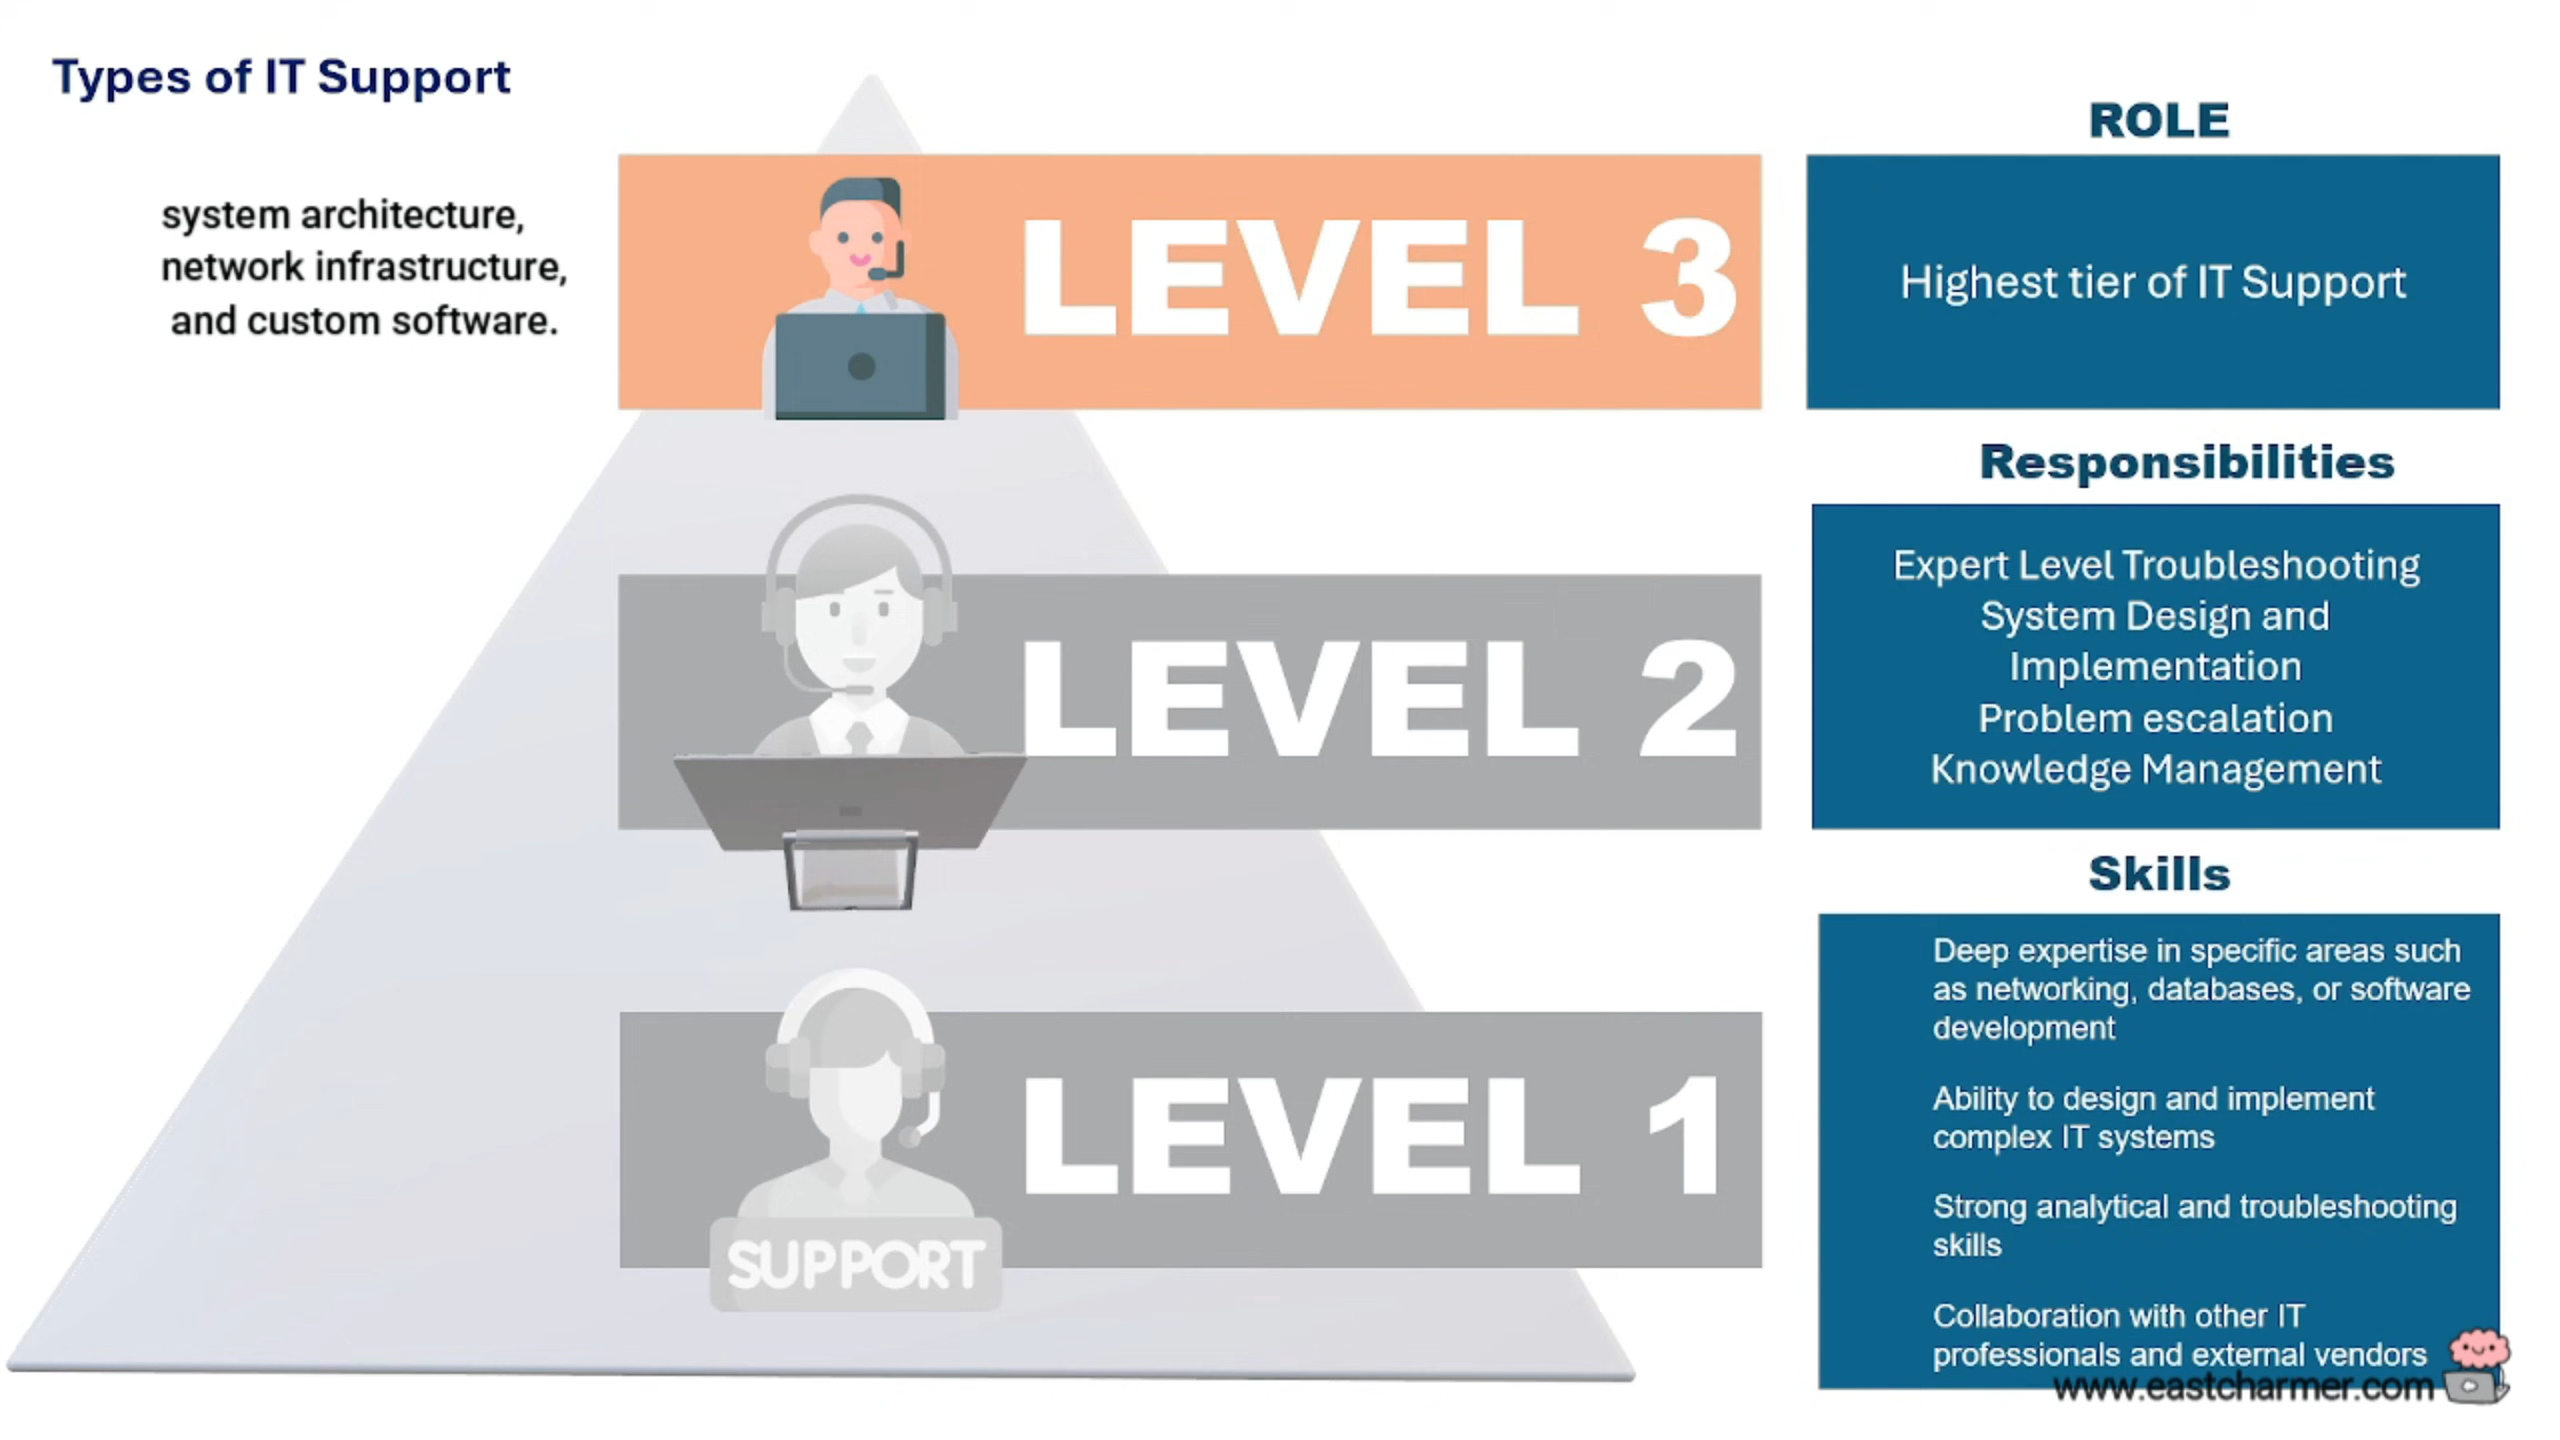 Types of IT Support
system architecture,
network infrastructure,
and custom software.
LEVEL 3
LEVEL 2
LEVEL 1
SUPPORT
ROLE
Highest tier of IT Support
Responsibilities
Expert Level Troubleshooting
System Design and
Implementation
Problem escalation
Knowledge Management
Skills
Deep expertise in specific areas such
as networking, databases, or software
development
Ability to design and implement
complex IT systems
Strong analytical and troubleshooting
skills
Collaboration with other IT
professionals and external vendors
www.eastcharmer.com